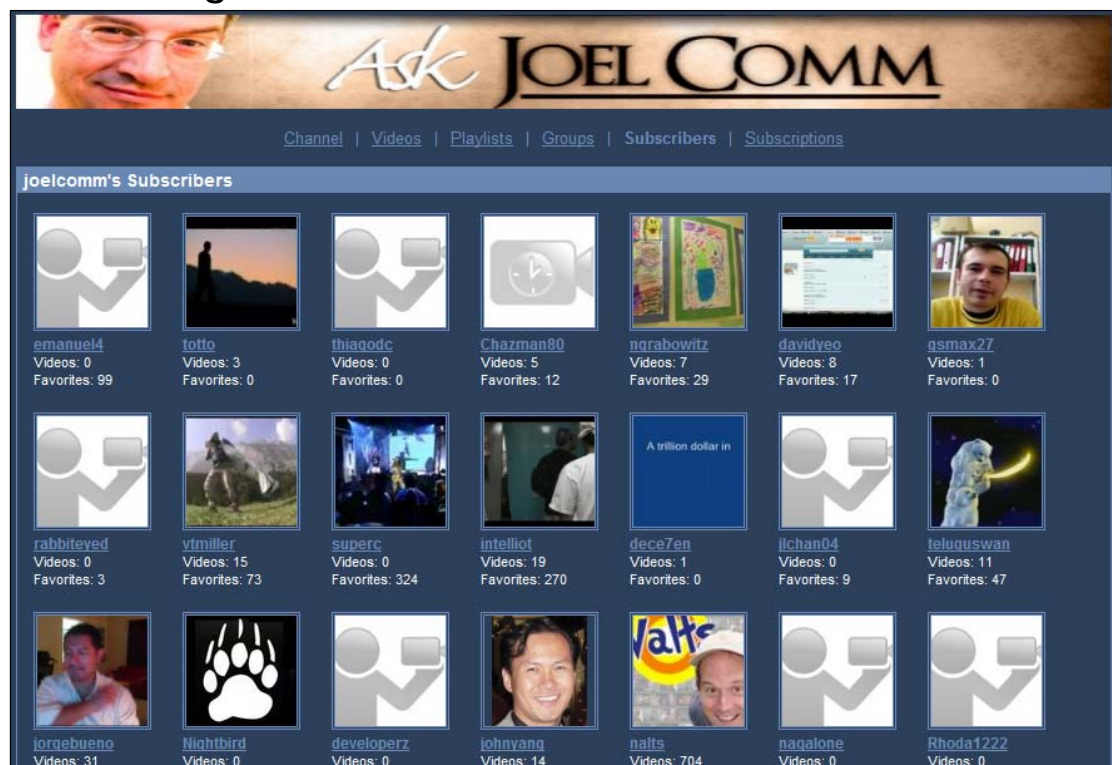 Ask JOEL COMM
Channel | Videos | Playlists | Groups | Subscribers | Subscriptions
joelcomm's Subscribers
A trillion dollar in
Nalts
emanuel4 totto thiagodc Chazman80 ngrabowitz davidyeo gsmax27
Videos: 0 Videos: 3 Videos: 0 Videos: 5 Videos: 7 Videos: 8 Videos: 1
Favorites: 99 Favorites: 0 Favorites: 0 Favorites: 12 Favorites: 29 Favorites: 17 Favorites: 0
rabbiteyed vtmiller superc intelliot dece7en jlchan04 teluguswan
Videos: 0 Videos: 15 Videos: 0 Videos: 19 Videos: 1 Videos: 0 Videos: 11
Favorites: 3 Favorites: 73 Favorites: 324 Favorites: 270 Favorites: 0 Favorites: 9 Favorites: 47
jorgebueno Nightbird developerz johnyang nalts nagalone Rhoda1222
Videos: 31 Videos: 0 Videos: 0 Videos: 14 Videos: 704 Videos: 0 Videos: 0